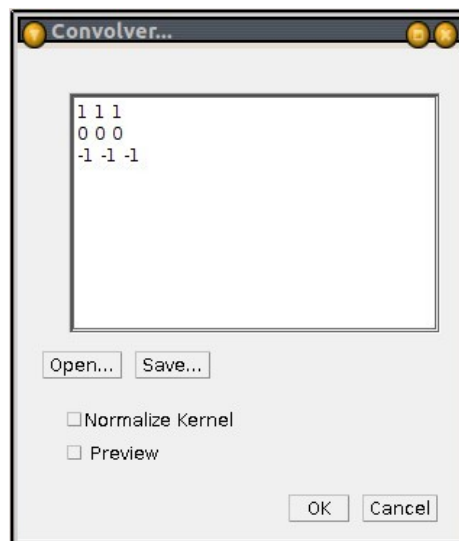 Convolver...
1 1 1
0 0 0
-1 -1 -1
Open... Save...
Normalize Kernel
Preview
OK Cancel